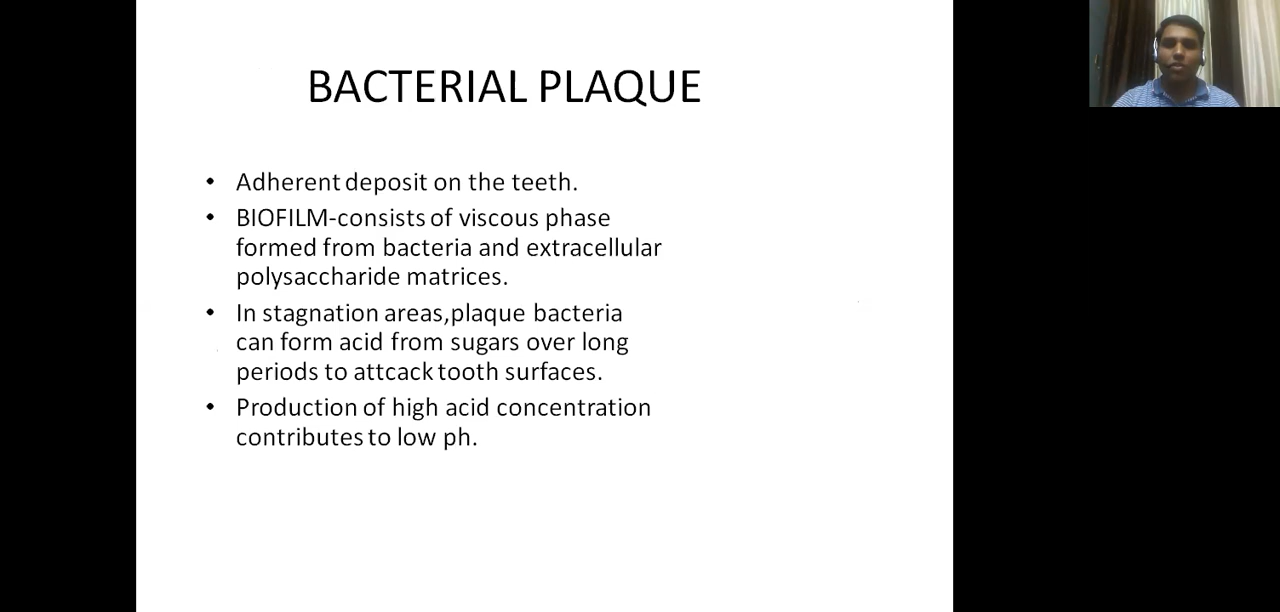 BACTERIAL PLAQUE
• Adherent deposit on the teeth.
• BIOFILM-consists of viscous phase
formed from bacteria and extracellular
polysaccharide matrices.
• In stagnation areas,plaque bacteria
can form acid from sugars over long
periods to attcack tooth surfaces.
• Production of high acid concentration
contributes to low ph.